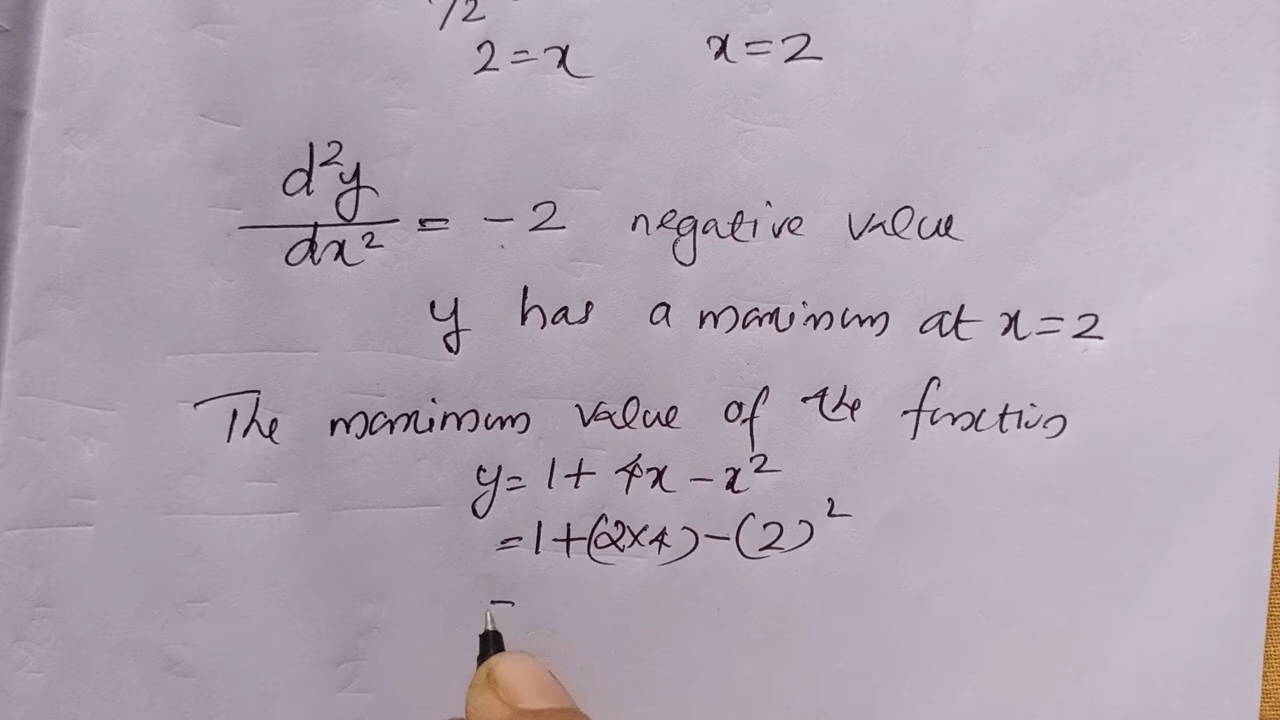 /2
2=x x=2
d²y
dx² = -2 negative value
y has a maximum at x=2
The maximum value of the function
y= 1+ 4x - x²
=1+(2×4)-(2)²
=